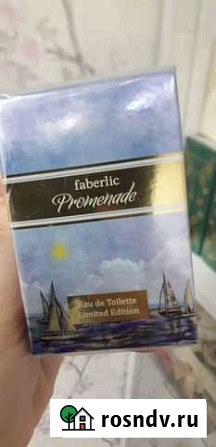 faberlic
Promenade
Eau de Toilette
Limited Edition
rosndv.ru